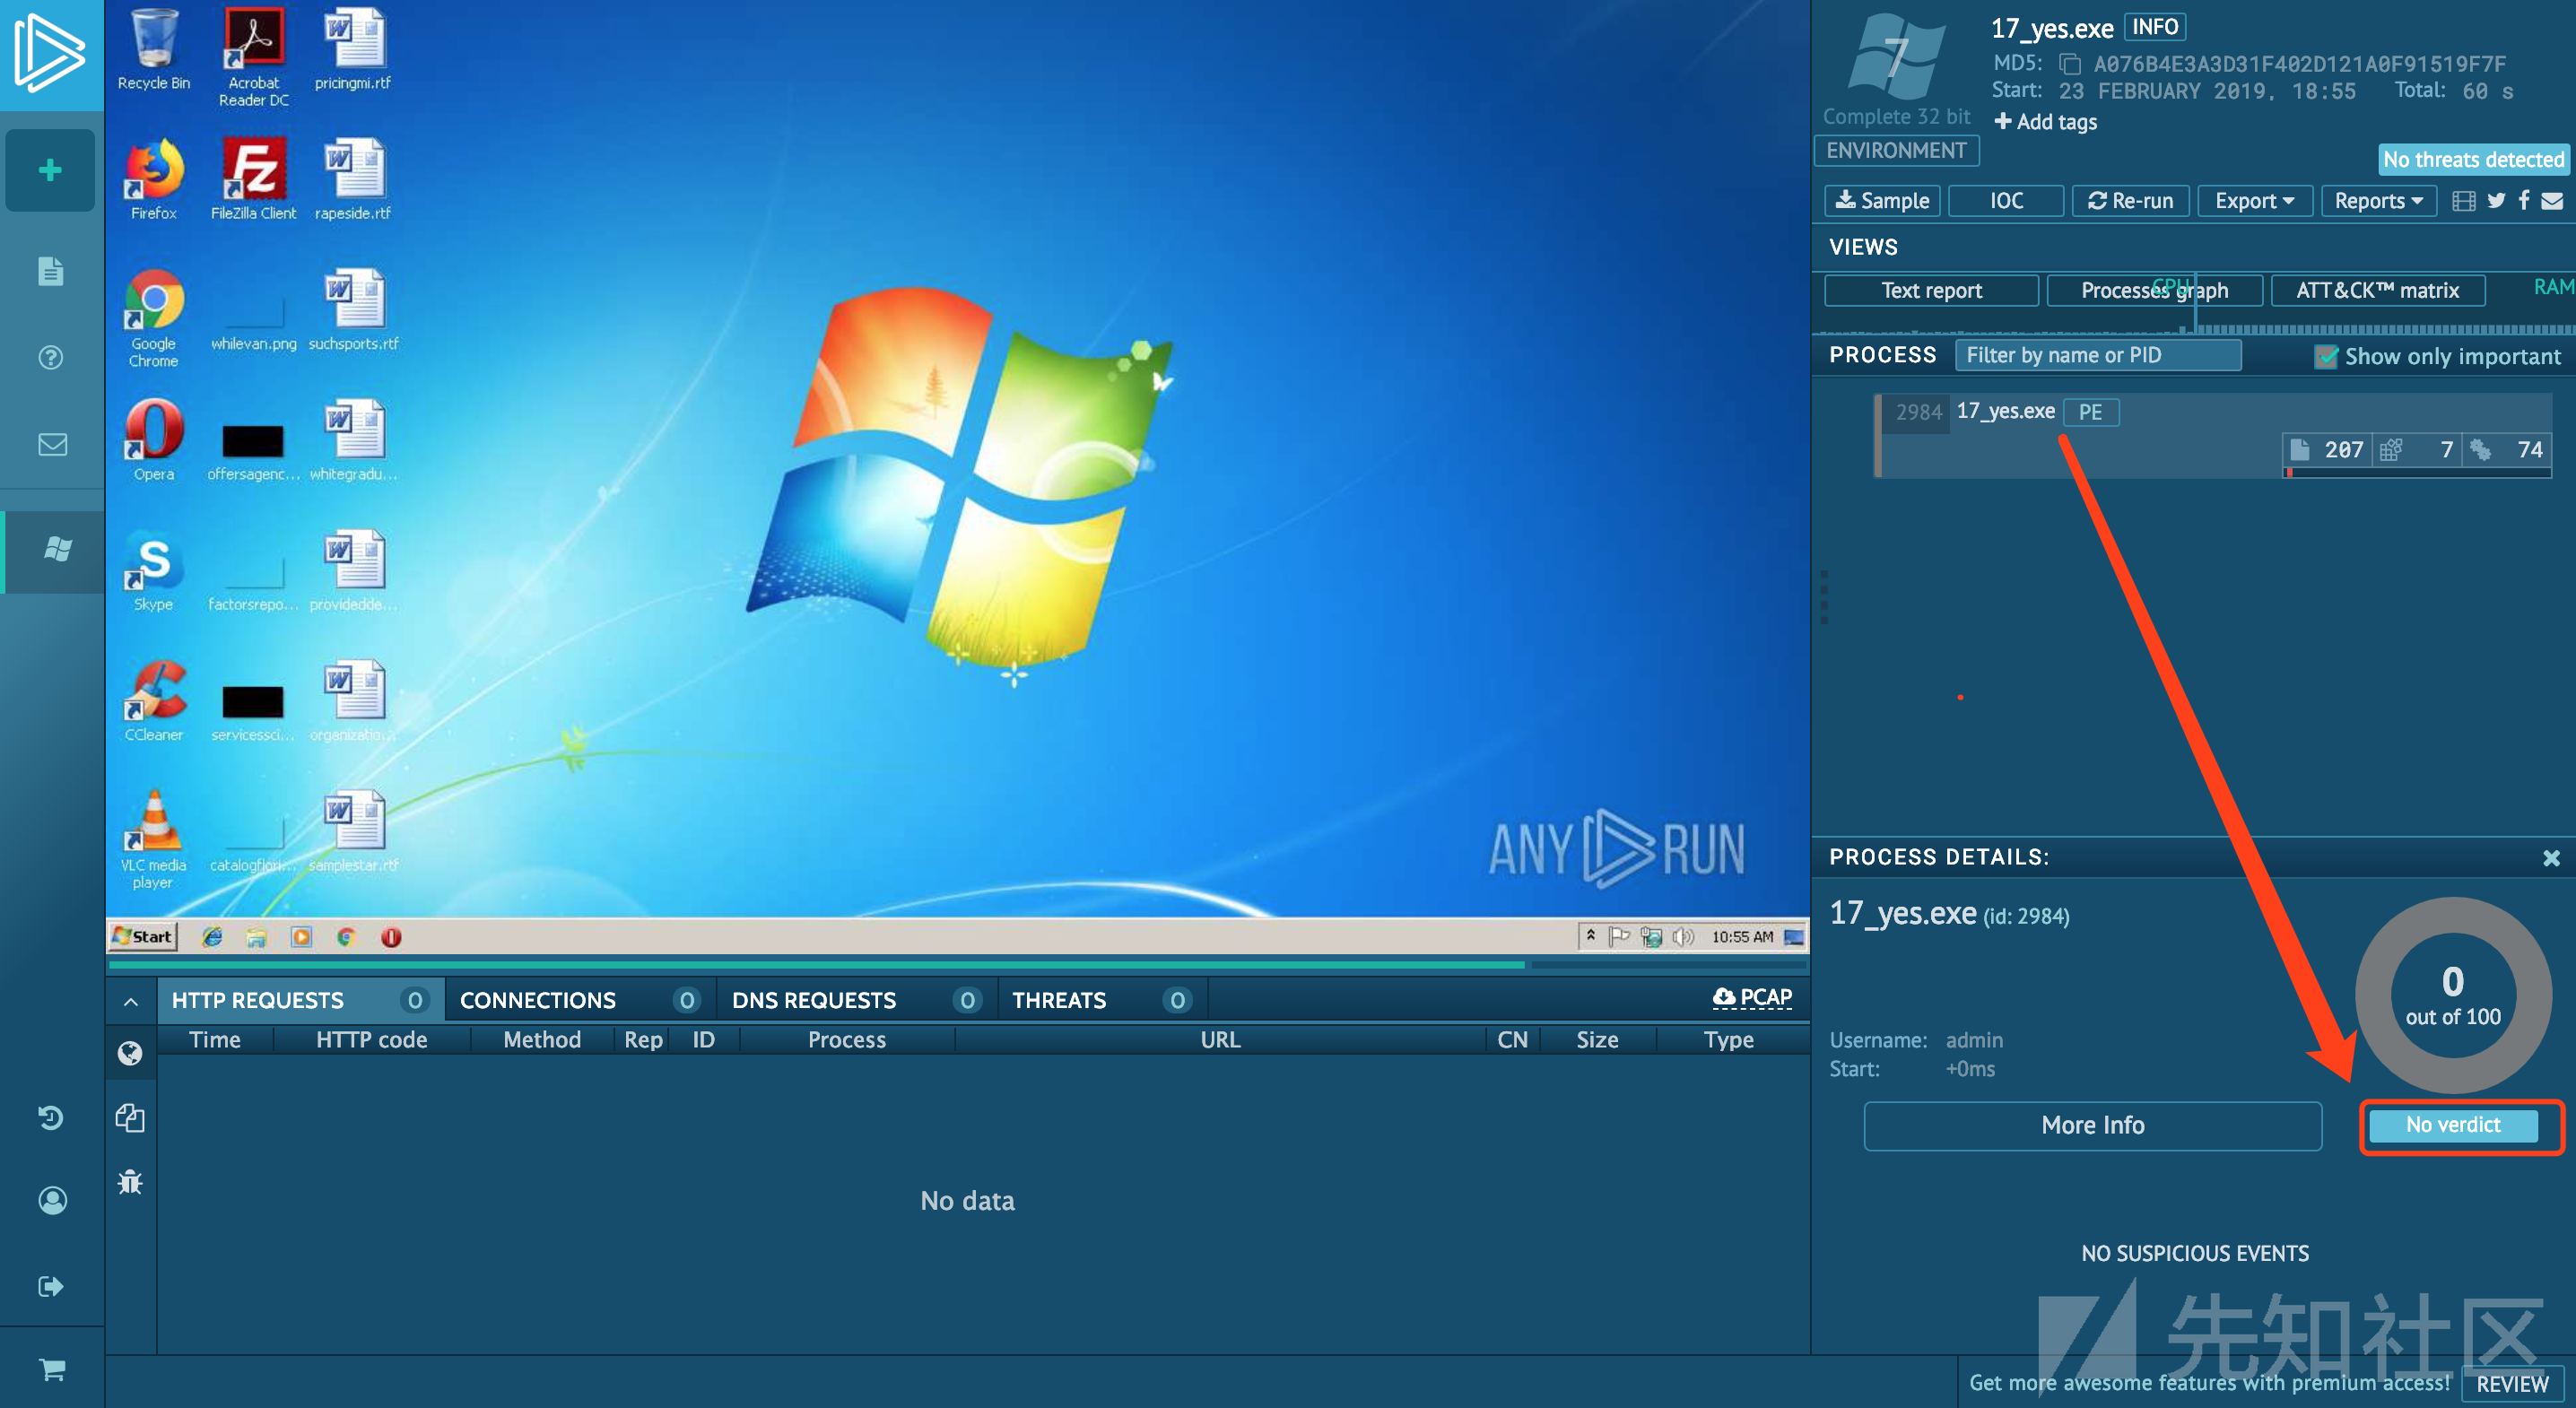 Recycle Bin
Acrobat
Reader DC
pricingmi.rtf
Firefox
FileZilla Client
rapeside.rtf
Google
Chrome
whilevan.png
suchsports.rtf
Opera
offersagenc...
whitegradu...
Skype
factorsrepo...
providedde...
CCleaner
servicessci...
organizatio...
VLC media
player
catalogflori...
samplestar.rtf
ANY RUN
Start
10:55 AM
HTTP REQUESTS 0
CONNECTIONS 0
DNS REQUESTS 0
THREATS 0
PCAP
Time HTTP code Method Rep ID Process URL CN Size Type
No data
7
Complete 32 bit
ENVIRONMENT
17_yes.exe INFO
MD5: A076B4E3A3D31F402D121A0F91519F7F
Start: 23 FEBRUARY 2019, 18:55 Total: 60 s
+ Add tags
No threats detected
Sample IOC Re-run Export Reports
VIEWS
Text report Processes graph ATT&CK™ matrix
CPU RAM
PROCESS Filter by name or PID Show only important
2984 17_yes.exe PE
207 7 74
PROCESS DETAILS:
17_yes.exe (id: 2984)
0
out of 100
Username: admin
Start: +0ms
More Info
No verdict
NO SUSPICIOUS EVENTS
先知社区
Get more awesome features with premium access! REVIEW